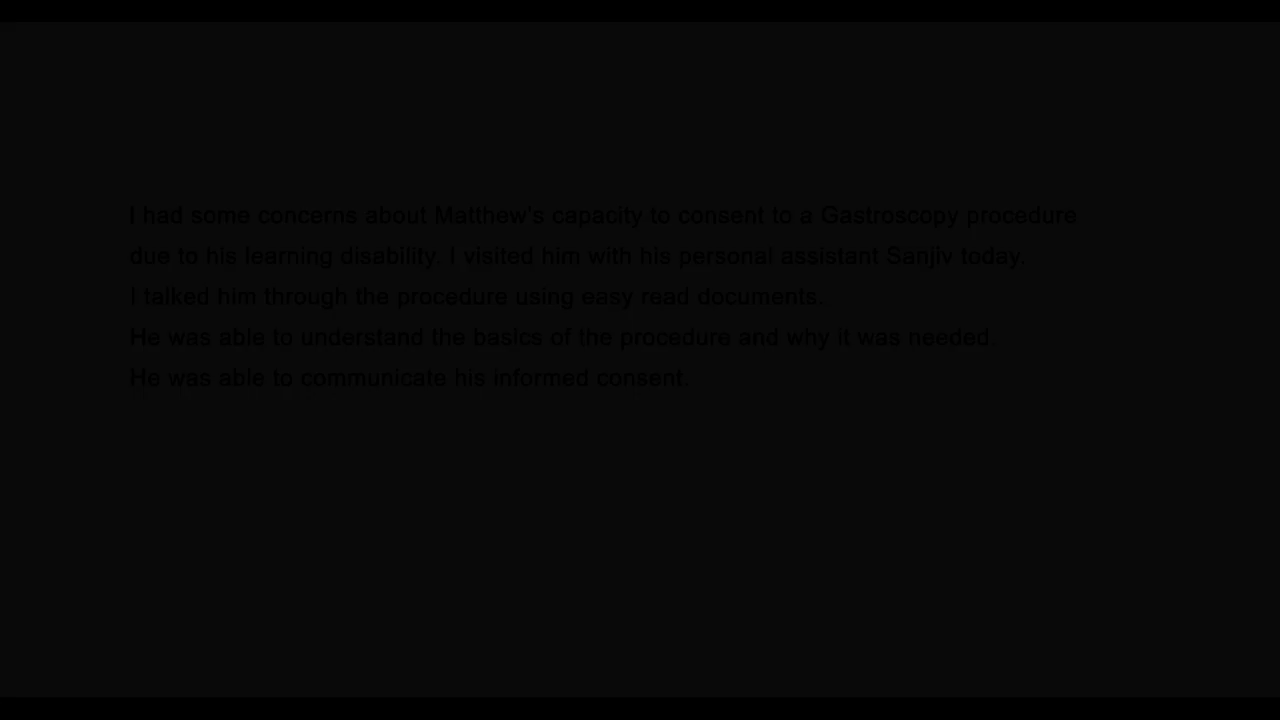 I had some concerns about Matthew's capacity to consent to a Gastroscopy procedure
due to his learning disability. I visited him with his personal assistant Sanjiv today.
I talked him through the procedure using easy read documents.
He was able to understand the basics of the procedure and why it was needed.
He was able to communicate his informed consent.